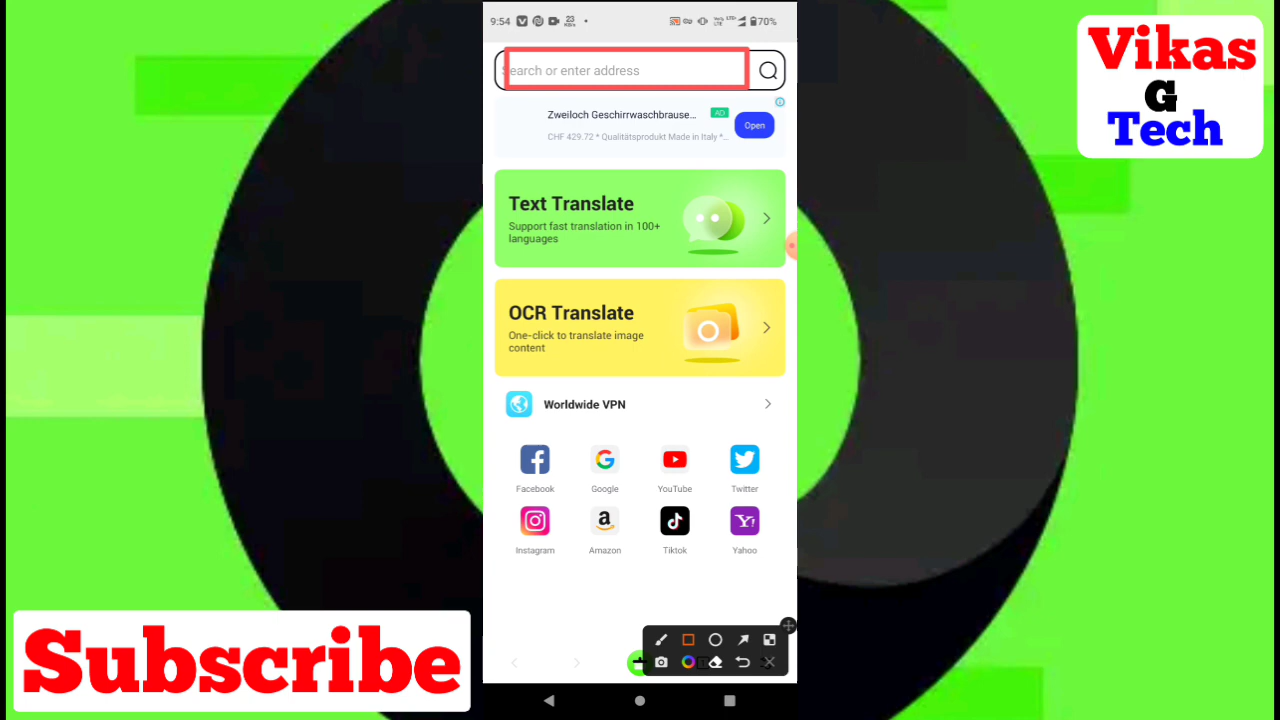 9:54
23
KB/s
70%
Search or enter address
Zweiloch Geschirrwaschbrause...
AD
CHF 429.72 * Qualitätsprodukt Made in Italy *...
Open
Text Translate
Support fast translation in 100+
languages
OCR Translate
One-click to translate image
content
Worldwide VPN
Facebook
Google
YouTube
Twitter
Instagram
Amazon
Tiktok
Yahoo
Vikas
G
Tech
Subscribe